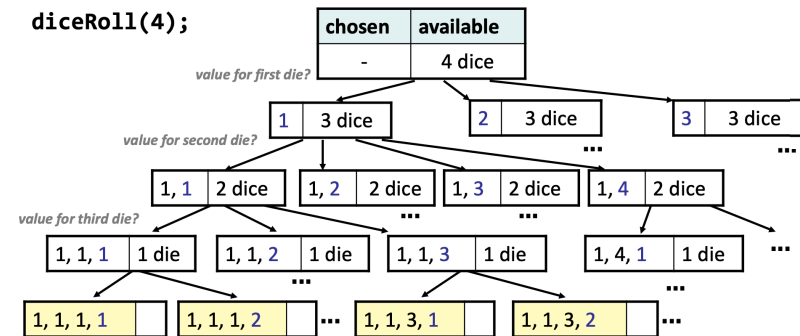 diceRoll(4);
chosen available
- 4 dice
value for first die?
1 3 dice
2 3 dice
3 3 dice
...
...
value for second die?
1, 1 2 dice
1, 2 2 dice
1, 3 2 dice
1, 4 2 dice
...
...
value for third die?
1, 1, 1 1 die
1, 1, 2 1 die
1, 1, 3 1 die
1, 4, 1 1 die
...
...
...
1, 1, 1, 1
1, 1, 1, 2
...
1, 1, 3, 1
1, 1, 3, 2
...